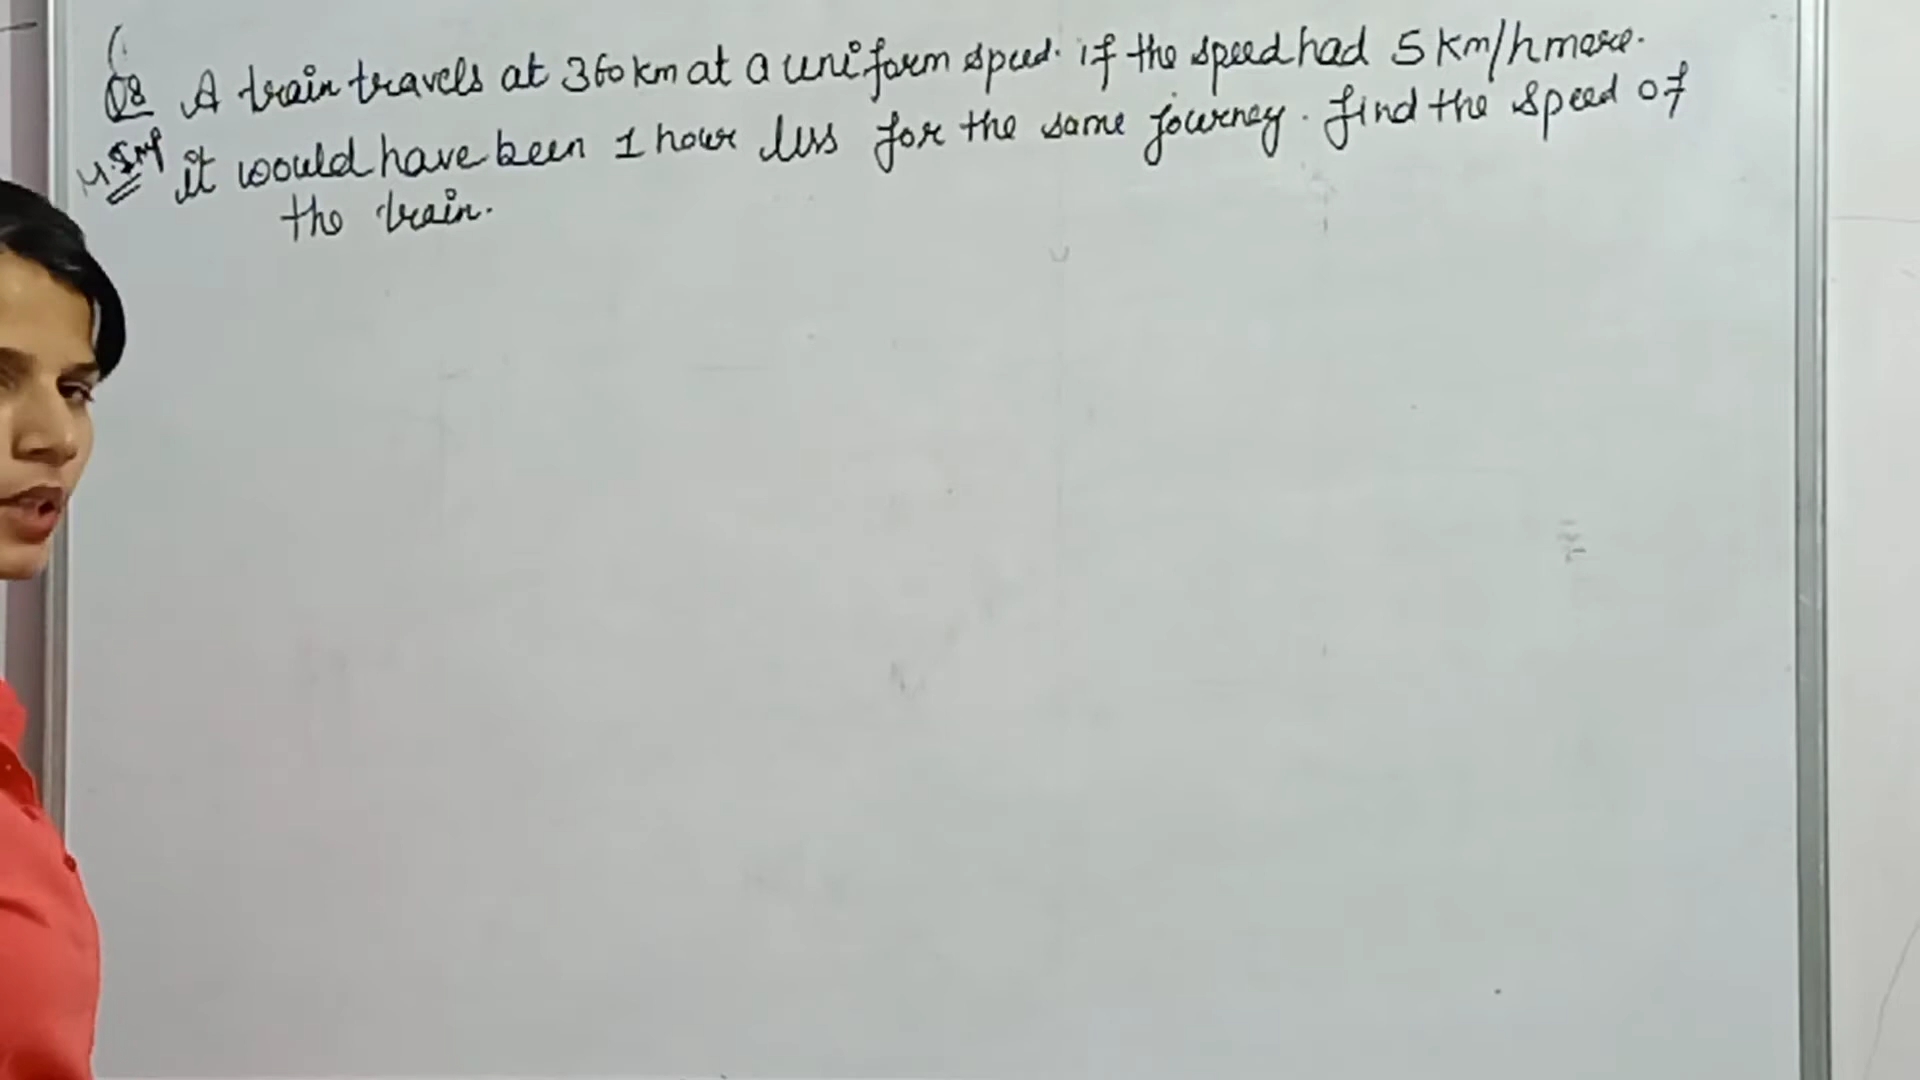 Q8 A train travels at 360 km at a uniform speed. if the speed had 5 km/h more.
M.Imp it would have been 1 hour less for the same journey. find the speed of
the train.